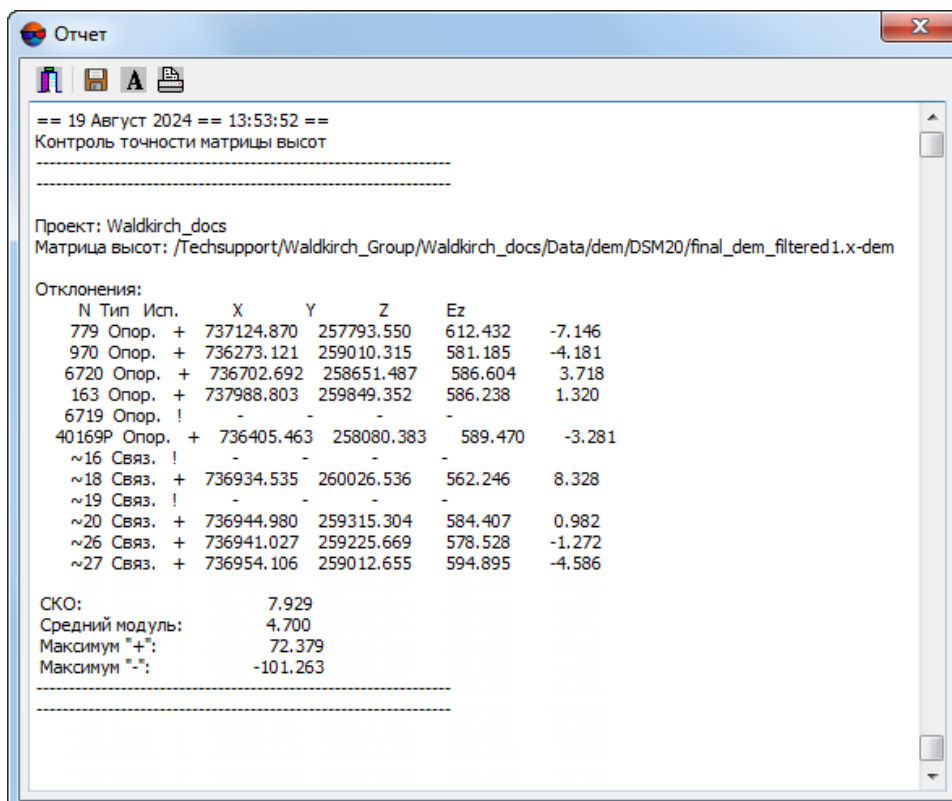 Отчет
== 19 Август 2024 == 13:53:52 ==
Контроль точности матрицы высот
----------------------------------------------------------------------
----------------------------------------------------------------------
Проект: Waldkirch_docs
Матрица высот: /Techsupport/Waldkirch_Group/Waldkirch_docs/Data/dem/DSM20/final_dem_filtered1.x-dem
Отклонения:
N Тип Исп. X Y Z Ez
779 Опор. + 737124.870 257793.550 612.432 -7.146
970 Опор. + 736273.121 259010.315 581.185 -4.181
6720 Опор. + 736702.692 258651.487 586.604 3.718
163 Опор. + 737988.803 259849.352 586.238 1.320
6719 Опор. ! - - - -
40169P Опор. + 736405.463 258080.383 589.470 -3.281
~16 Связ. ! - - - -
~18 Связ. + 736934.535 260026.536 562.246 8.328
~19 Связ. ! - - - -
~20 Связ. + 736944.980 259315.304 584.407 0.982
~26 Связ. + 736941.027 259225.669 578.528 -1.272
~27 Связ. + 736954.106 259012.655 594.895 -4.586
СКО: 7.929
Средний модуль: 4.700
Максимум "+": 72.379
Максимум "-": -101.263
----------------------------------------------------------------------
----------------------------------------------------------------------